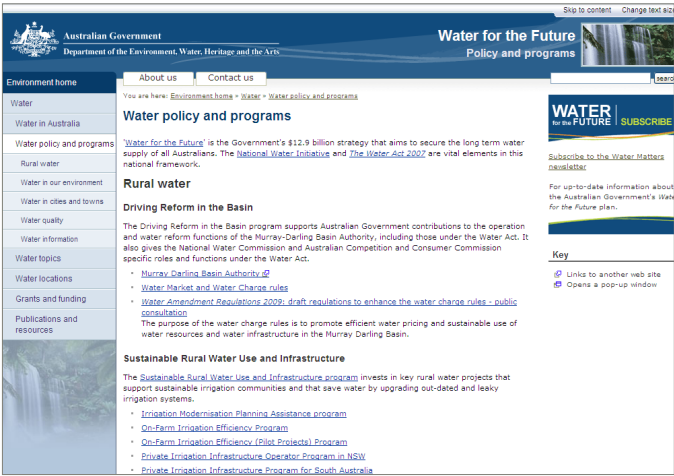 Skip to content Change text size
Australian Government
Department of the Environment, Water, Heritage and the Arts
Water for the Future
Policy and programs
About us Contact us
Environment home
Water
Water in Australia
Water policy and programs
Rural water
Water in our environment
Water in cities and towns
Water quality
Water information
Water topics
Water locations
Grants and funding
Publications and
resources
You are here: Environment home » Water » Water policy and programs
Water policy and programs
'Water for the Future' is the Government's $12.9 billion strategy that aims to secure the long term water
supply of all Australians. The National Water Initiative and The Water Act 2007 are vital elements in this
national framework.
Rural water
Driving Reform in the Basin
The Driving Reform in the Basin program supports Australian Government contributions to the operation
and water reform functions of the Murray-Darling Basin Authority, including those under the Water Act. It
also gives the National Water Commission and Australian Competition and Consumer Commission
specific roles and functions under the Water Act.
• Murray Darling Basin Authority
• Water Market and Water Charge rules
• Water Amendment Regulations 2009: draft regulations to enhance the water charge rules - public
consultation
The purpose of the water charge rules is to promote efficient water pricing and sustainable use of
water resources and water infrastructure in the Murray Darling Basin.
Sustainable Rural Water Use and Infrastructure
The Sustainable Rural Water Use and Infrastructure program invests in key rural water projects that
support sustainable irrigation communities and that save water by upgrading out-dated and leaky
irrigation systems.
• Irrigation Modernisation Planning Assistance program
• On-Farm Irrigation Efficiency Program
• On-Farm Irrigation Efficiency (Pilot Projects) Program
• Private Irrigation Infrastructure Operator Program in NSW
• Private Irrigation Infrastructure Program for South Australia
searc
WATER
for the FUTURE SUBSCRIBE
Subscribe to the Water Matters
newsletter
For up-to-date information about
the Australian Government's Wate
for the Future plan.
Key
Links to another web site
Opens a pop-up window